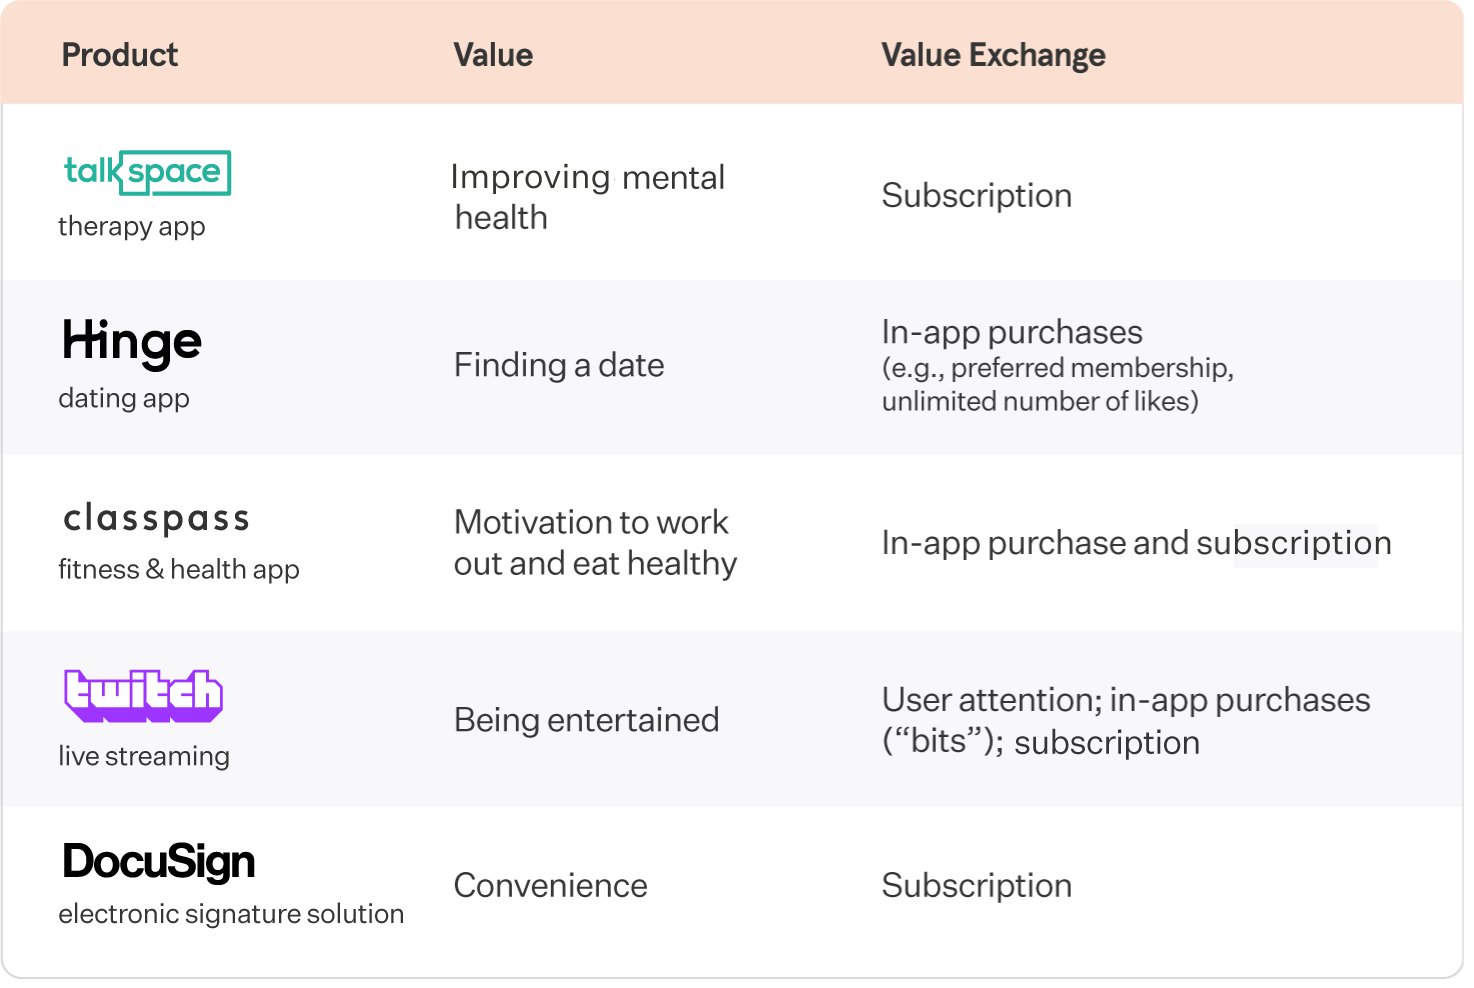 Product Value Value Exchange
talkspace
therapy app
Improving mental
health
Subscription
Hinge
dating app
Finding a date
In-app purchases
(e.g., preferred membership,
unlimited number of likes)
classpass
fitness & health app
Motivation to work
out and eat healthy
In-app purchase and subscription
twitch
live streaming
Being entertained
User attention; in-app purchases
(“bits”); subscription
DocuSign
electronic signature solution
Convenience
Subscription